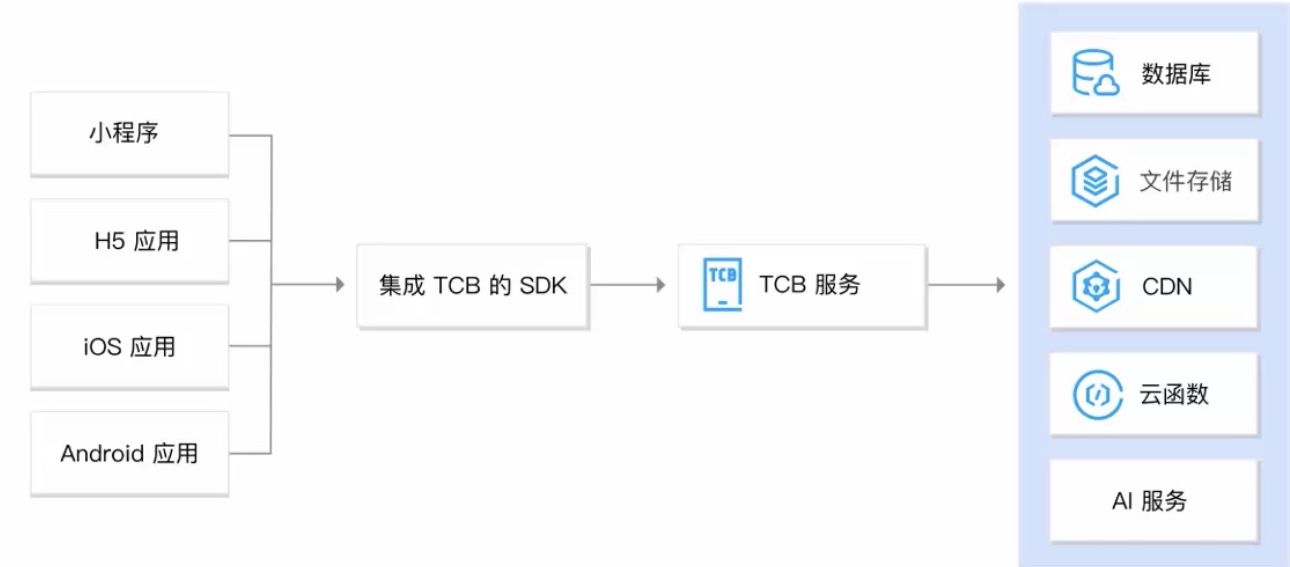 小程序
H5 应用
iOS 应用
Android 应用
集成 TCB 的 SDK
TCB
TCB 服务
数据库
文件存储
CDN
云函数
AI 服务